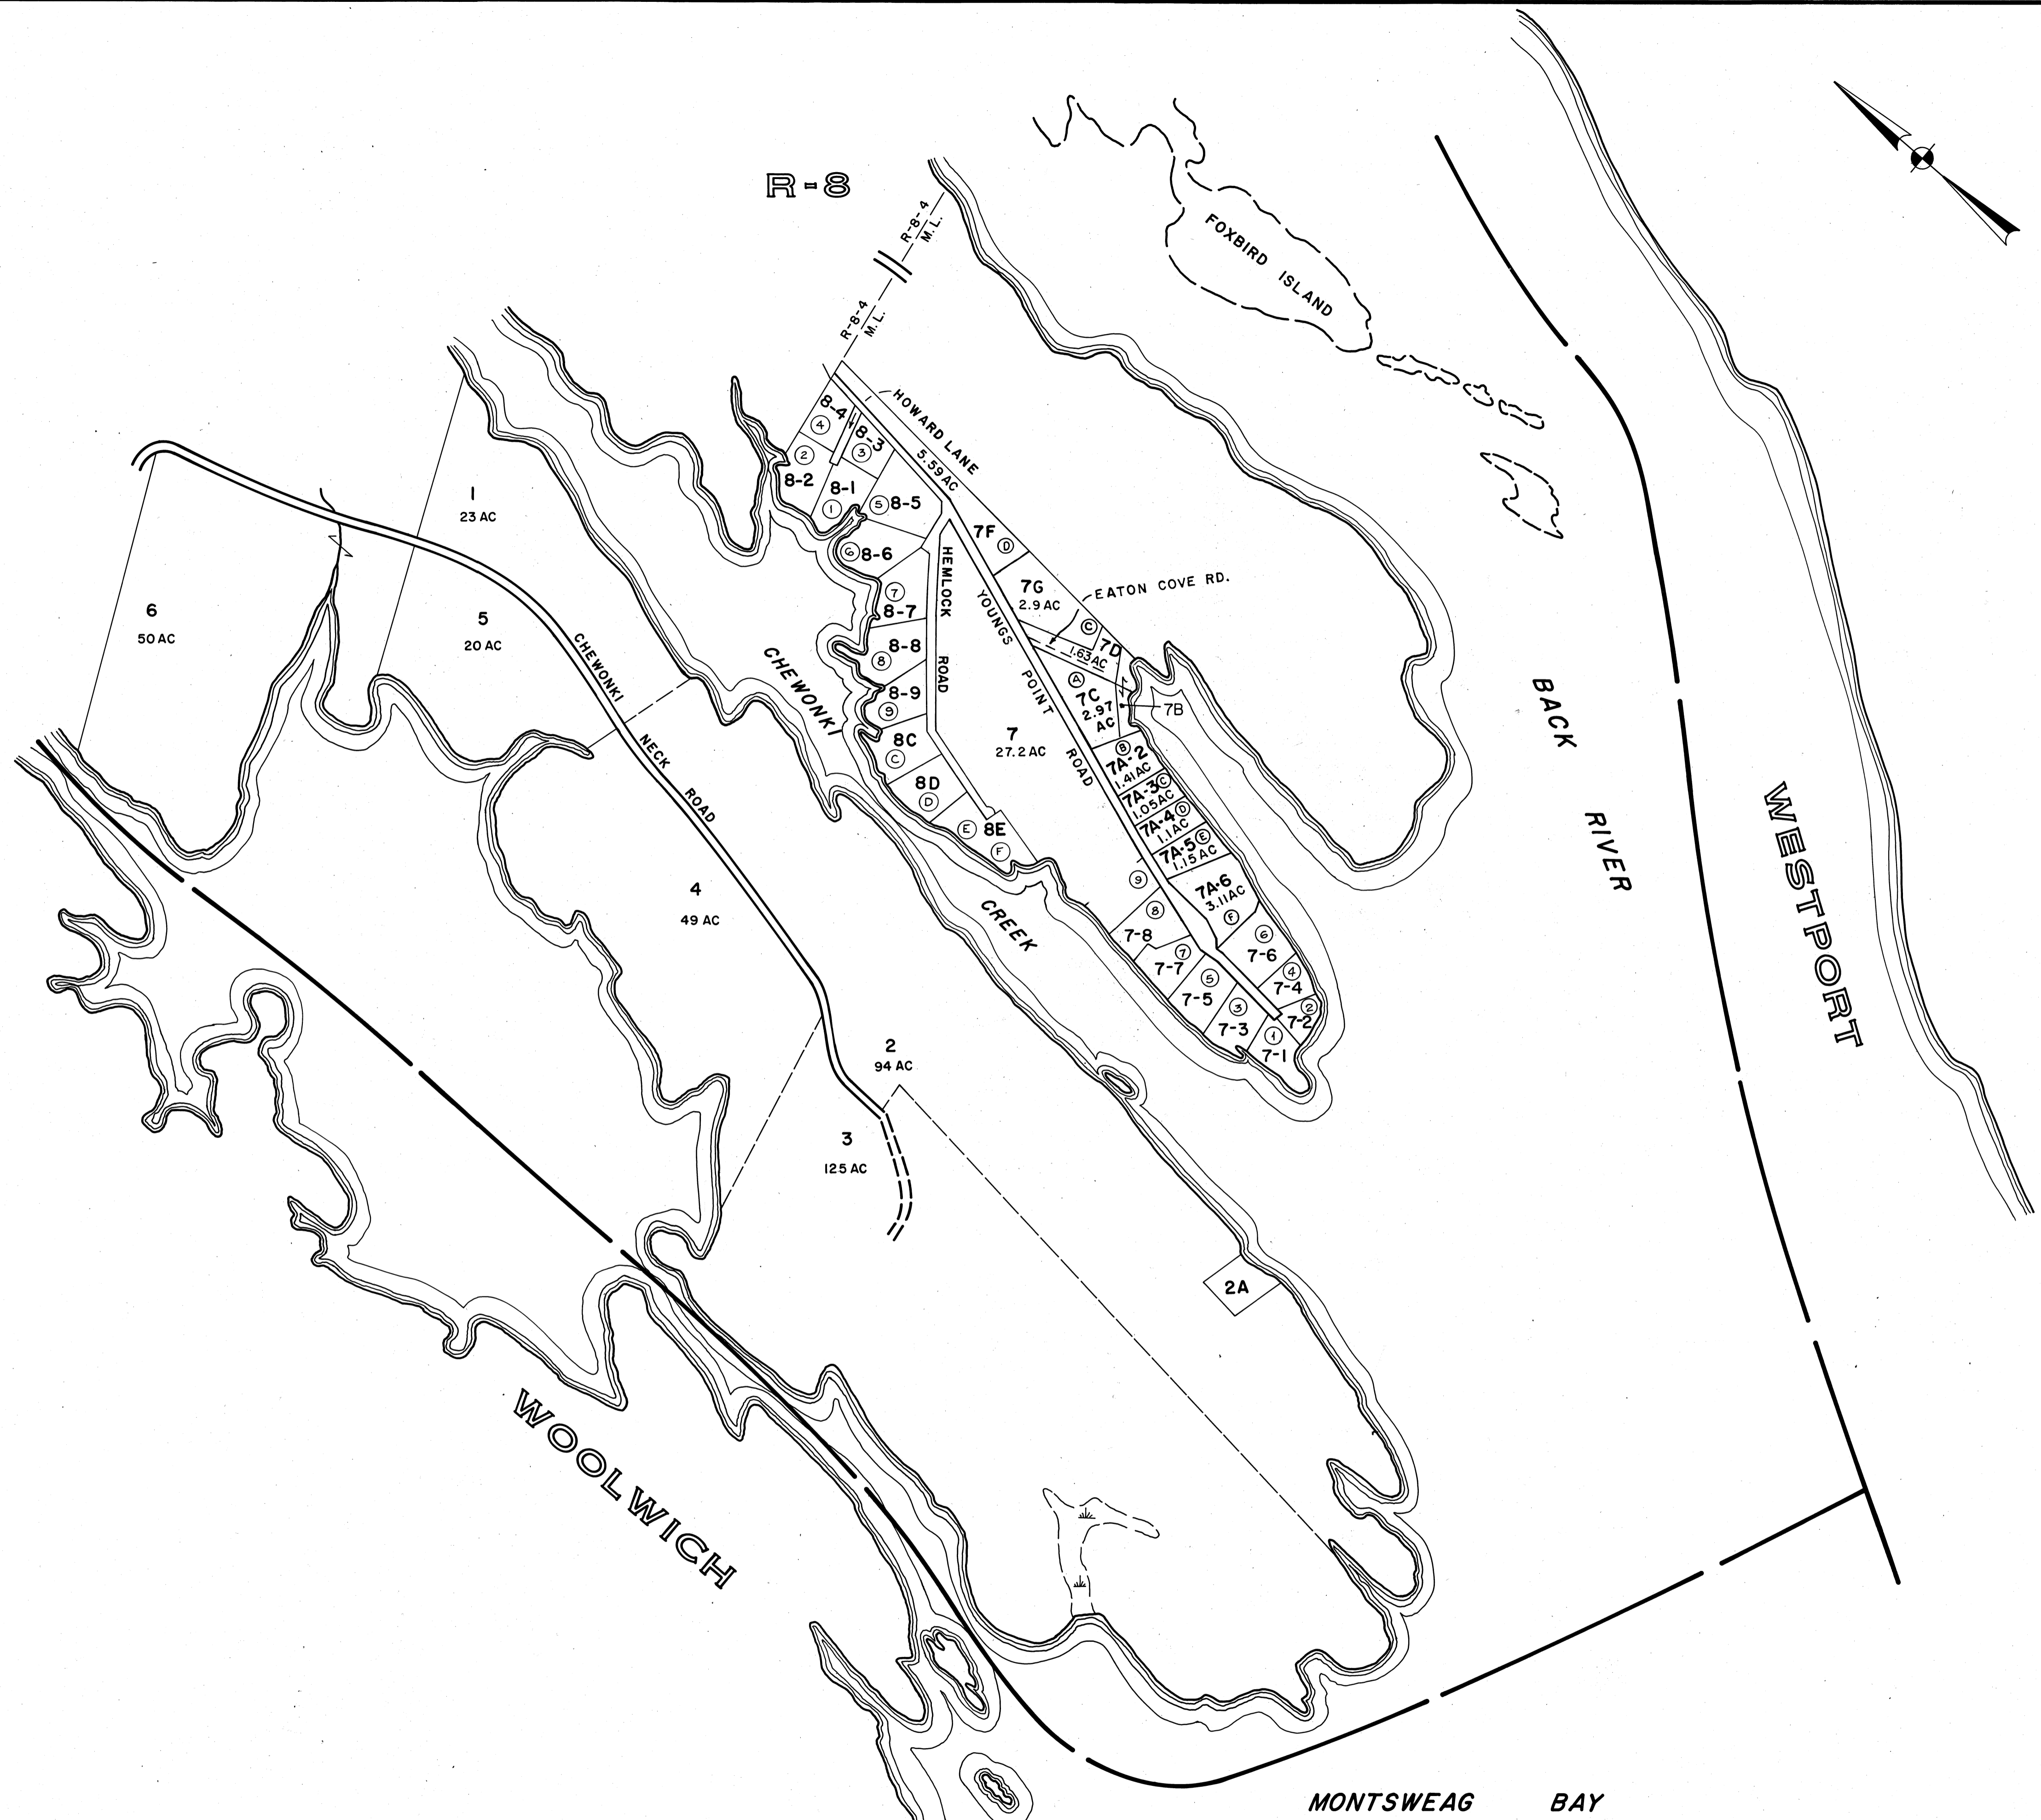 R-8
R-8-4
M.L.
R-8-4
M.L.
FOXBIRD ISLAND
HOWARD LANE
5.59 AC
8-4
4
8-3
3
2
8-2
8-1
1
5
8-5
6
8-6
7
8-7
8-8
8
8-9
9
8C
C
8D
D
E
8E
F
HEMLOCK ROAD
7F
D
7G
2.9 AC
EATON COVE RD.
C
7D
1.63 AC
A
7C
2.97
AC
7B
YOUNGS POINT ROAD
7
27.2 AC
B
7A-2
1.41 AC
7A-3 C
1.05 AC
7A-4 D
1.1 AC
7A-5 E
1.15 AC
7A-6
3.11 AC
F
9
8
7-8
7
7-7
6
7-6
5
7-5
4
7-4
3
7-3
2
7-2
1
7-1
1
23 AC
6
50 AC
5
20 AC
CHEWONKI NECK ROAD
CHEWONKI CREEK
4
49 AC
2
94 AC
3
125 AC
2A
BACK RIVER
WESTPORT
WOOLWICH
MONTSWEAG BAY